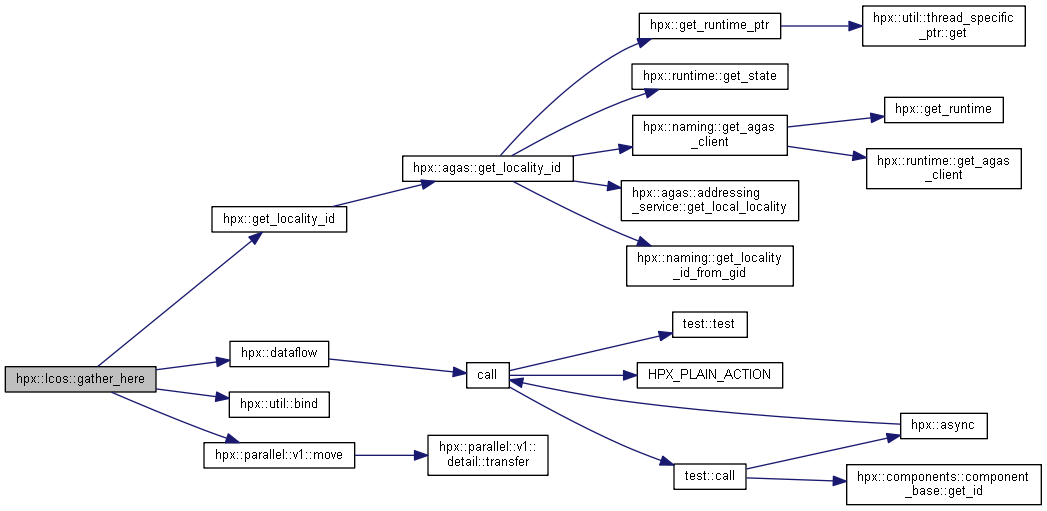 hpx::get_runtime_ptr
hpx::util::thread_specific
_ptr::get
hpx::runtime::get_state
hpx::naming::get_agas
_client
hpx::get_runtime
hpx::runtime::get_agas
_client
hpx::agas::get_locality_id
hpx::agas::addressing
_service::get_local_locality
hpx::get_locality_id
hpx::naming::get_locality
_id_from_gid
test::test
hpx::dataflow
hpx::lcos::gather_here
call
HPX_PLAIN_ACTION
hpx::util::bind
hpx::async
hpx::parallel::v1::move
hpx::parallel::v1::
detail::transfer
test::call
hpx::components::component
_base::get_id